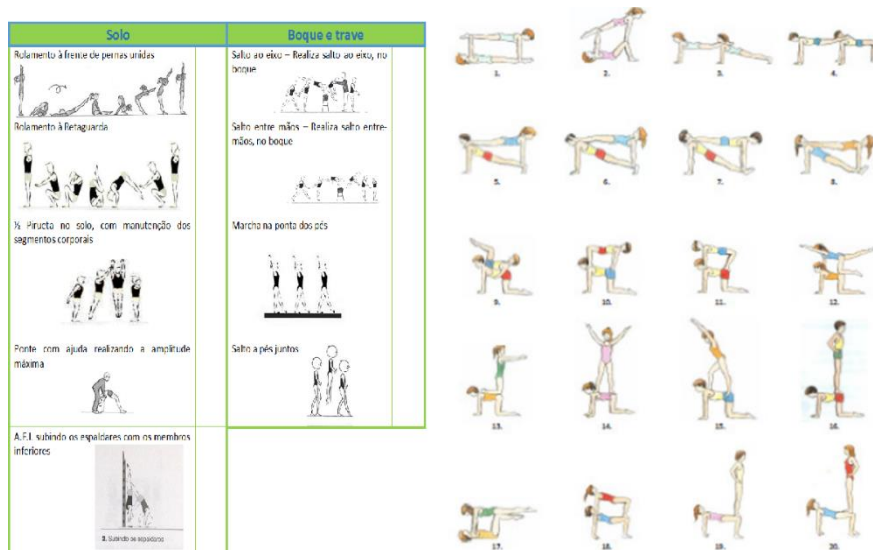 Solo
Rolamento à frente de pernas unidas
Rolamento à Retaguarda
½ Pirueta no solo, com manutenção dos
segmentos corporais
Ponte com ajuda realizando a amplitude
máxima
A.F.I. subindo os espaldares com os membros
inferiores
3. Subindo os espaldares
Boque e trave
Salto ao eixo – Realiza salto ao eixo, no
boque
Salto entre mãos – Realiza salto entre-
mãos, no boque
Marcha na ponta dos pés
Salto a pés juntos
1.
2.
3.
4.
5.
6.
7.
8.
9.
10.
11.
12.
13.
14.
15.
16.
17.
18.
19.
20.